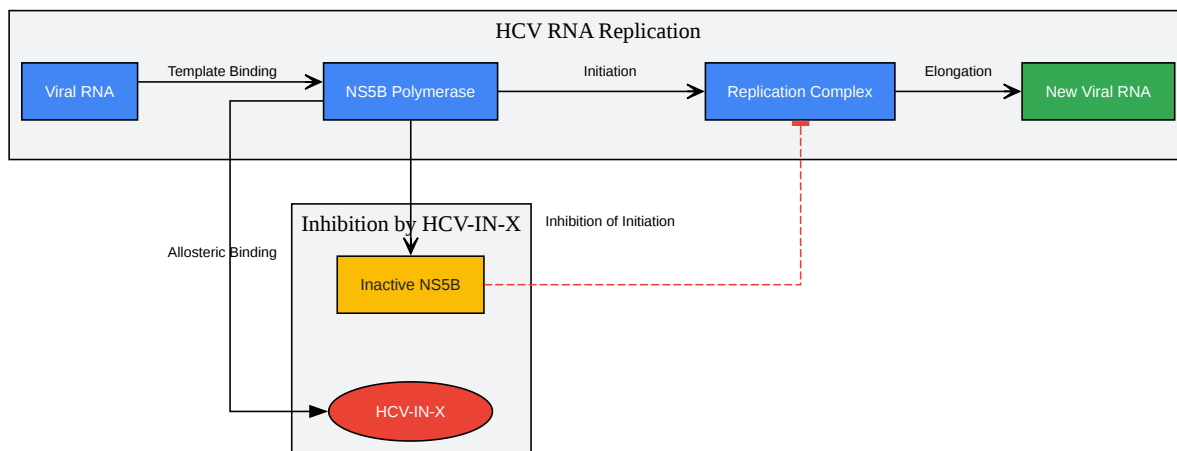 HCV RNA Replication
Viral RNA
Template Binding
NS5B Polymerase
Initiation
Replication Complex
Elongation
New Viral RNA
Inhibition by HCV-IN-X
Inhibition of Initiation
Allosteric Binding
Inactive NS5B
HCV-IN-X